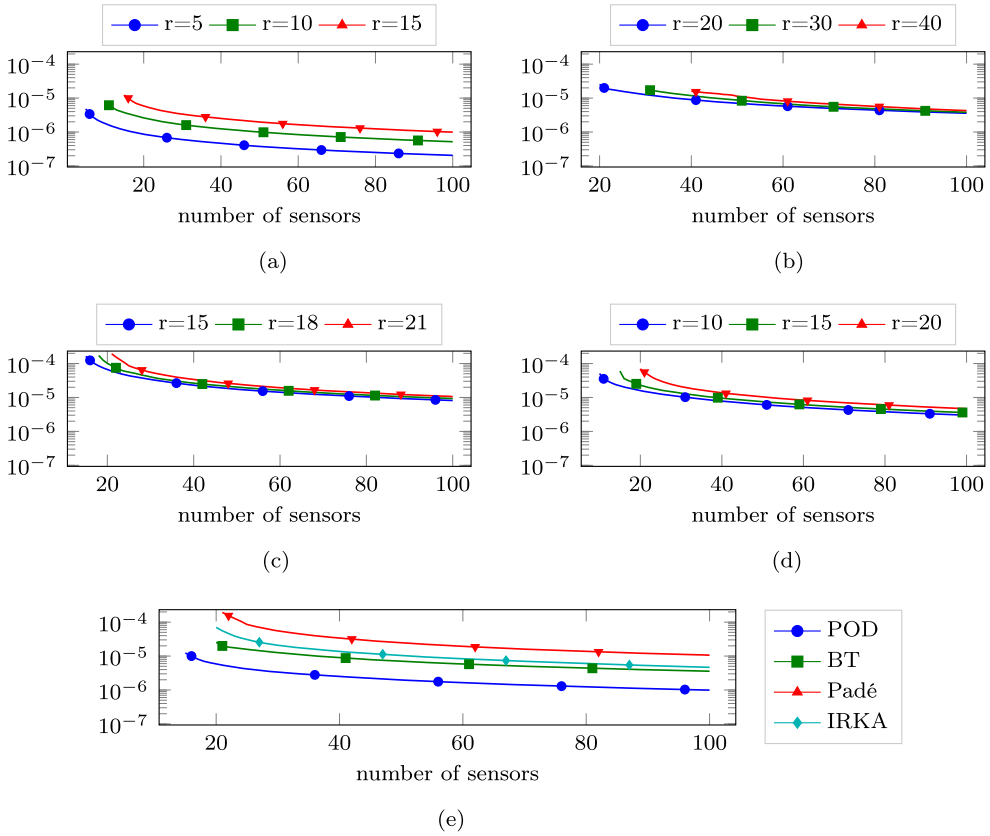 r=5 r=10 r=15
10⁻⁴
10⁻⁵
10⁻⁶
10⁻⁷
20 40 60 80 100
number of sensors
(a)
r=20 r=30 r=40
10⁻⁴
10⁻⁵
10⁻⁶
10⁻⁷
20 40 60 80 100
number of sensors
(b)
r=15 r=18 r=21
10⁻⁴
10⁻⁵
10⁻⁶
10⁻⁷
20 40 60 80 100
number of sensors
(c)
r=10 r=15 r=20
10⁻⁴
10⁻⁵
10⁻⁶
10⁻⁷
20 40 60 80 100
number of sensors
(d)
10⁻⁴
10⁻⁵
10⁻⁶
10⁻⁷
20 40 60 80 100
number of sensors
POD
BT
Padé
IRKA
(e)